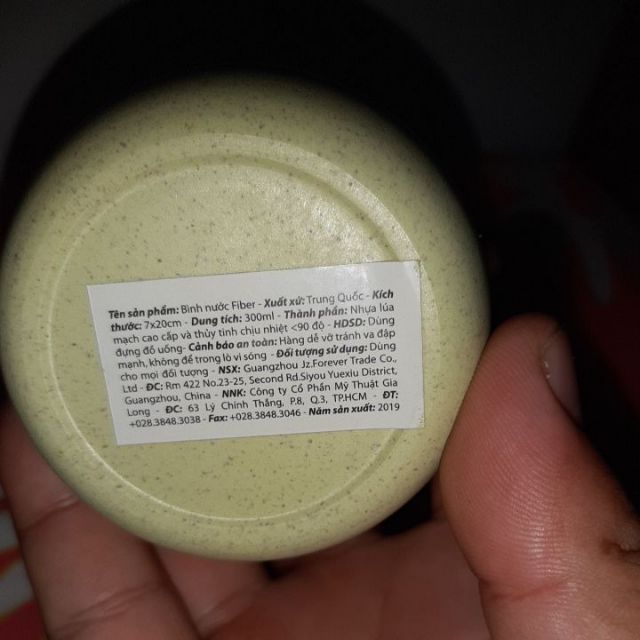 Tên sản phẩm: Bình nước Fiber - Xuất xứ: Trung Quốc - Kích
thước: 7x20cm - Dung tích: 300ml - Thành phần: Nhựa lúa
mạch cao cấp và thủy tinh chịu nhiệt <90 độ - HDSD: Dùng
đựng đồ uống- Cảnh báo an toàn: Hàng dễ vỡ tránh va đập
mạnh, không để trong lò vi sóng - Đối tượng sử dụng: Dùng
cho mọi đối tượng - NSX: Guangzhou Jz.Forever Trade Co.,
Ltd - ĐC: Rm 422 No.23-25, Second Rd.Siyou Yuexiu District,
Guangzhou, China - NNK: Công ty Cổ Phần Mỹ Thuật Gia
Long - ĐC: 63 Lý Chính Thắng, P.8, Q.3, TP.HCM - ĐT:
+028.3848.3038 - Fax: +028.3848.3046 - Năm sản xuất: 2019